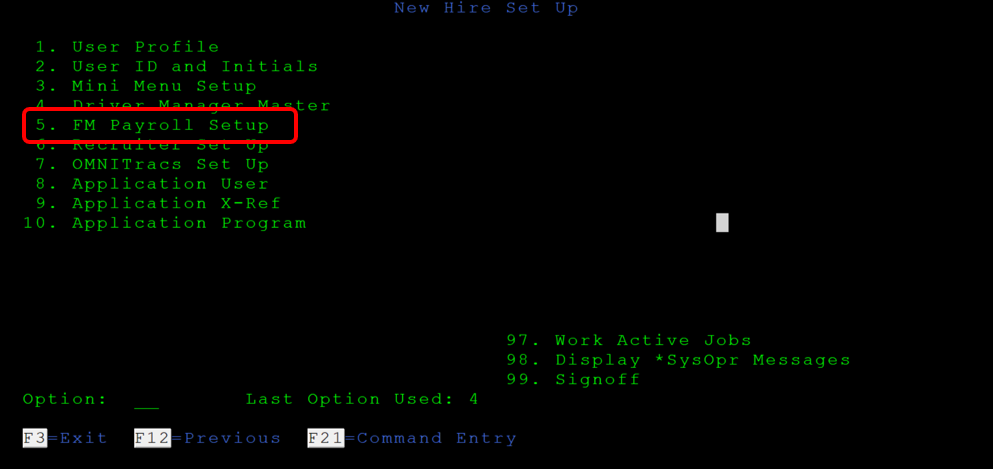 New Hire Set Up
1. User Profile
2. User ID and Initials
3. Mini Menu Setup
4. Driver Manager Master
5. FM Payroll Setup
6. Recruiter Set Up
7. OMNITracs Set Up
8. Application User
9. Application X-Ref
10. Application Program
97. Work Active Jobs
98. Display *SysOpr Messages
99. Signoff
Option: __ Last Option Used: 4
F3=Exit F12=Previous F21=Command Entry